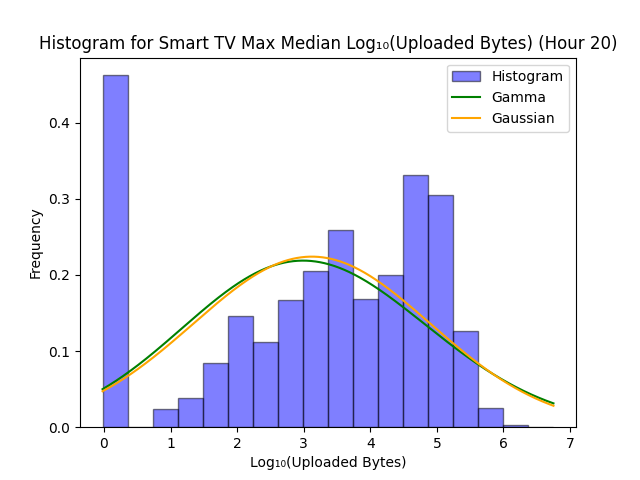 Histogram for Smart TV Max Median Log₁₀(Uploaded Bytes) (Hour 20)
Histogram
Gamma
Gaussian
Frequency
0.4
0.3
0.2
0.1
0.0
0 1 2 3 4 5 6 7
Log₁₀(Uploaded Bytes)